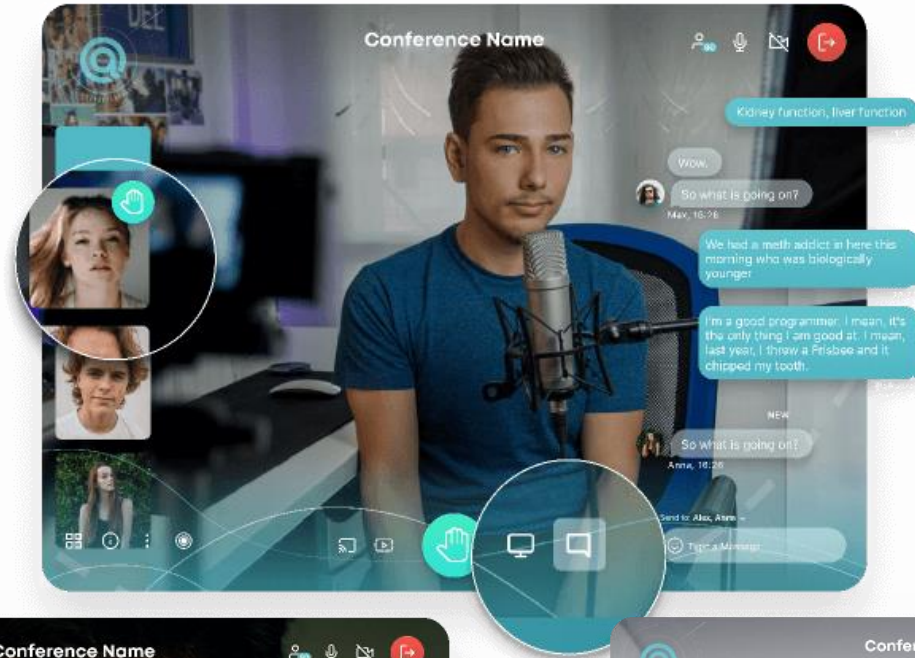 DEL
Conference Name
Kidney function, liver function
Wow.
So what is going on?
Max, 16:26
We had a meth addict in here this
morning who was biologically
younger
I'm a good programmer. I mean, it's
the only thing I am good at. I mean,
last year, I threw a Frisbee and it
chipped my tooth.
NEW
So what is going on?
Anna, 16:26
Send to: Alex, Anna
Type a Message
Conference Name
Confer